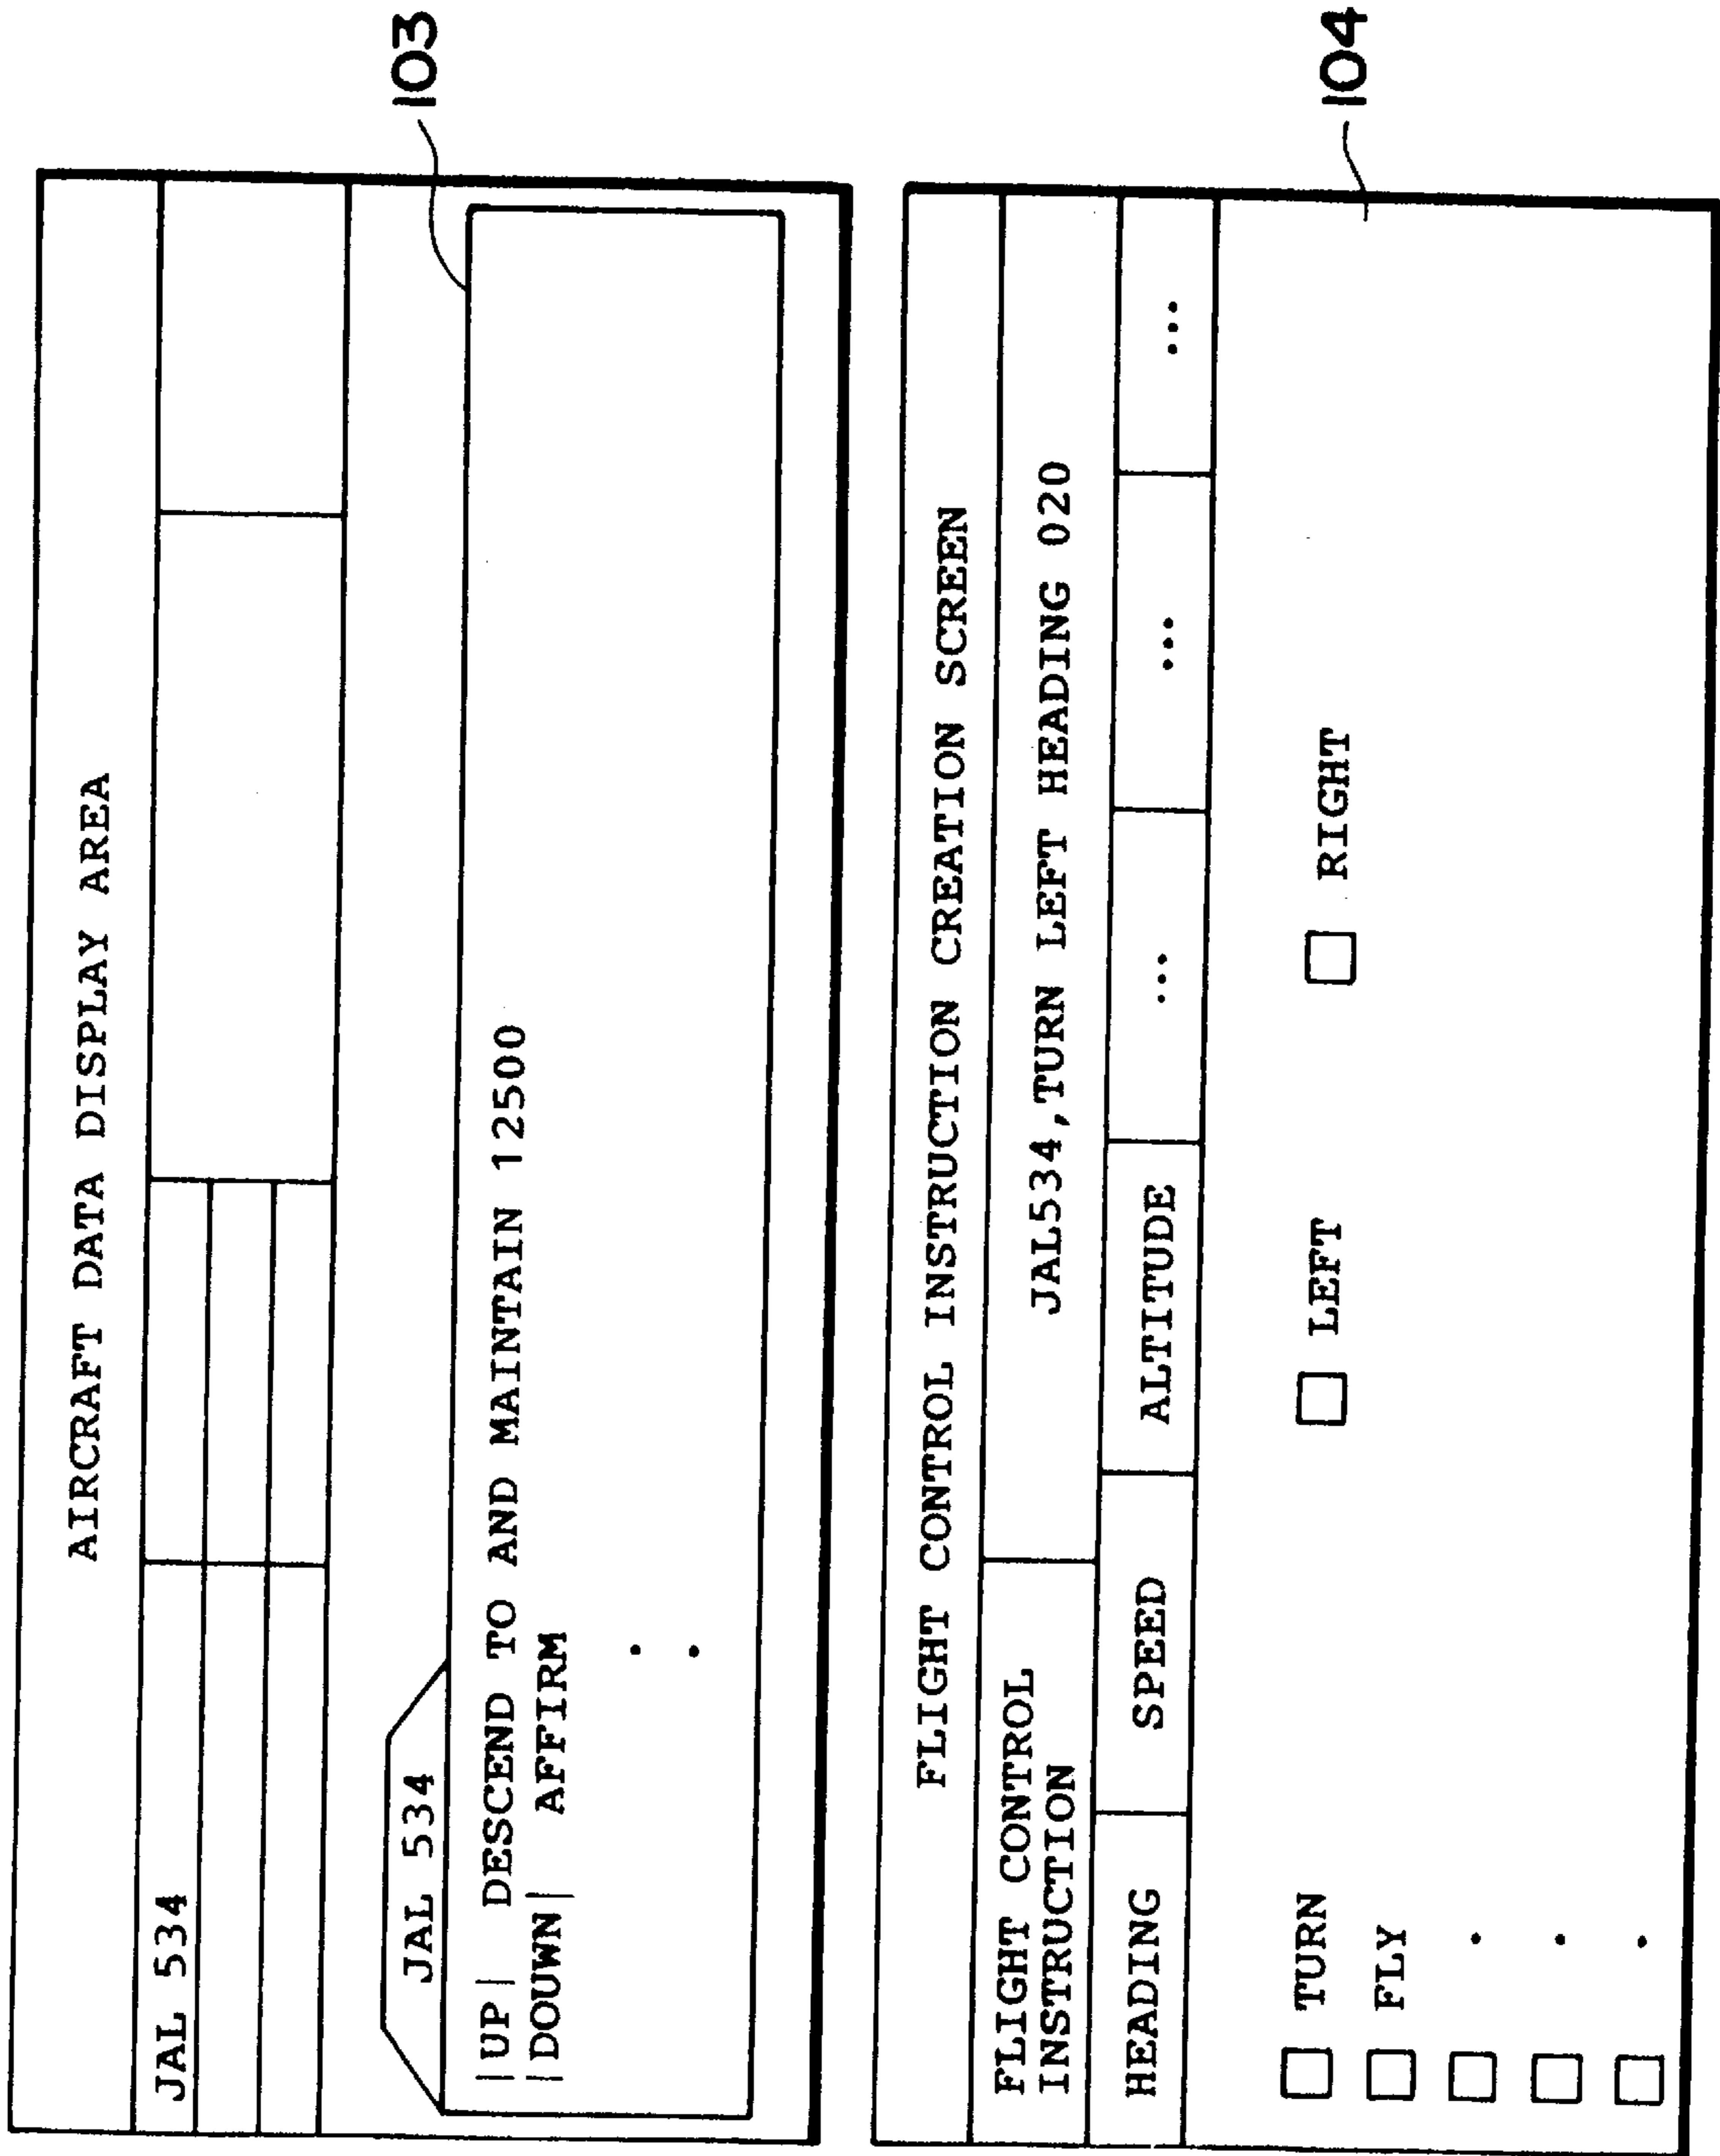 AIRCRAFT DATA DISPLAY AREA
JAL 534
103
JAL 534
|UP| DESCEND TO AND MAINTAIN 12500
|DOUWN| AFFIRM
FLIGHT CONTROL INSTRUCTION CREATION SCREEN
FLIGHT CONTROL
INSTRUCTION
JAL534,TURN LEFT HEADING 020
HEADING SPEED ALTITUDE ... ... ...
TURN LEFT RIGHT
FLY
104